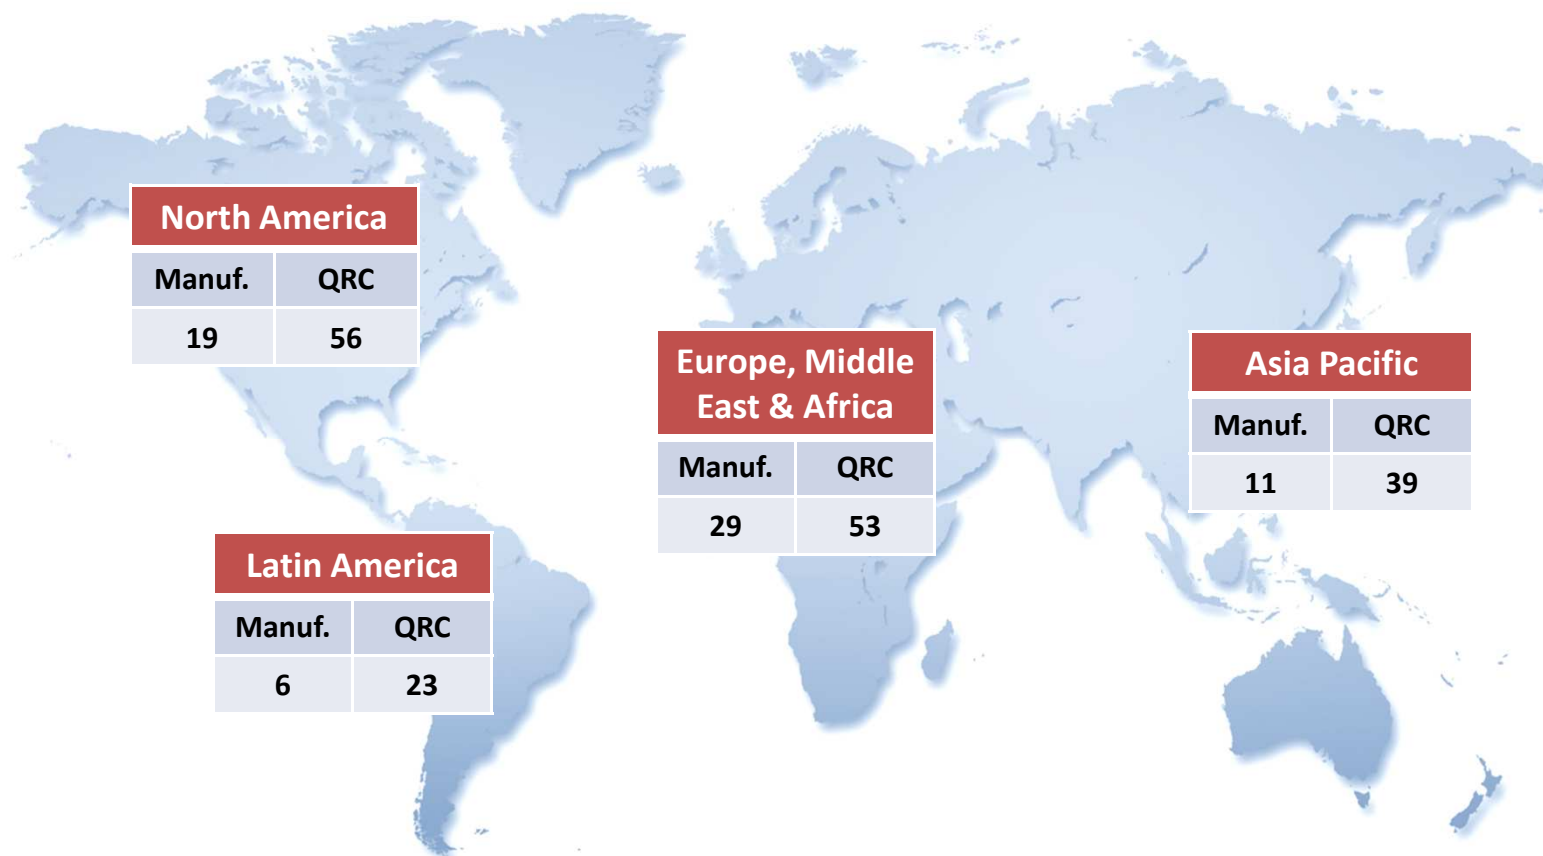 North America
Manuf. QRC
19 56
Europe, Middle
East & Africa
Manuf. QRC
29 53
Asia Pacific
Manuf. QRC
11 39
Latin America
Manuf. QRC
6 23